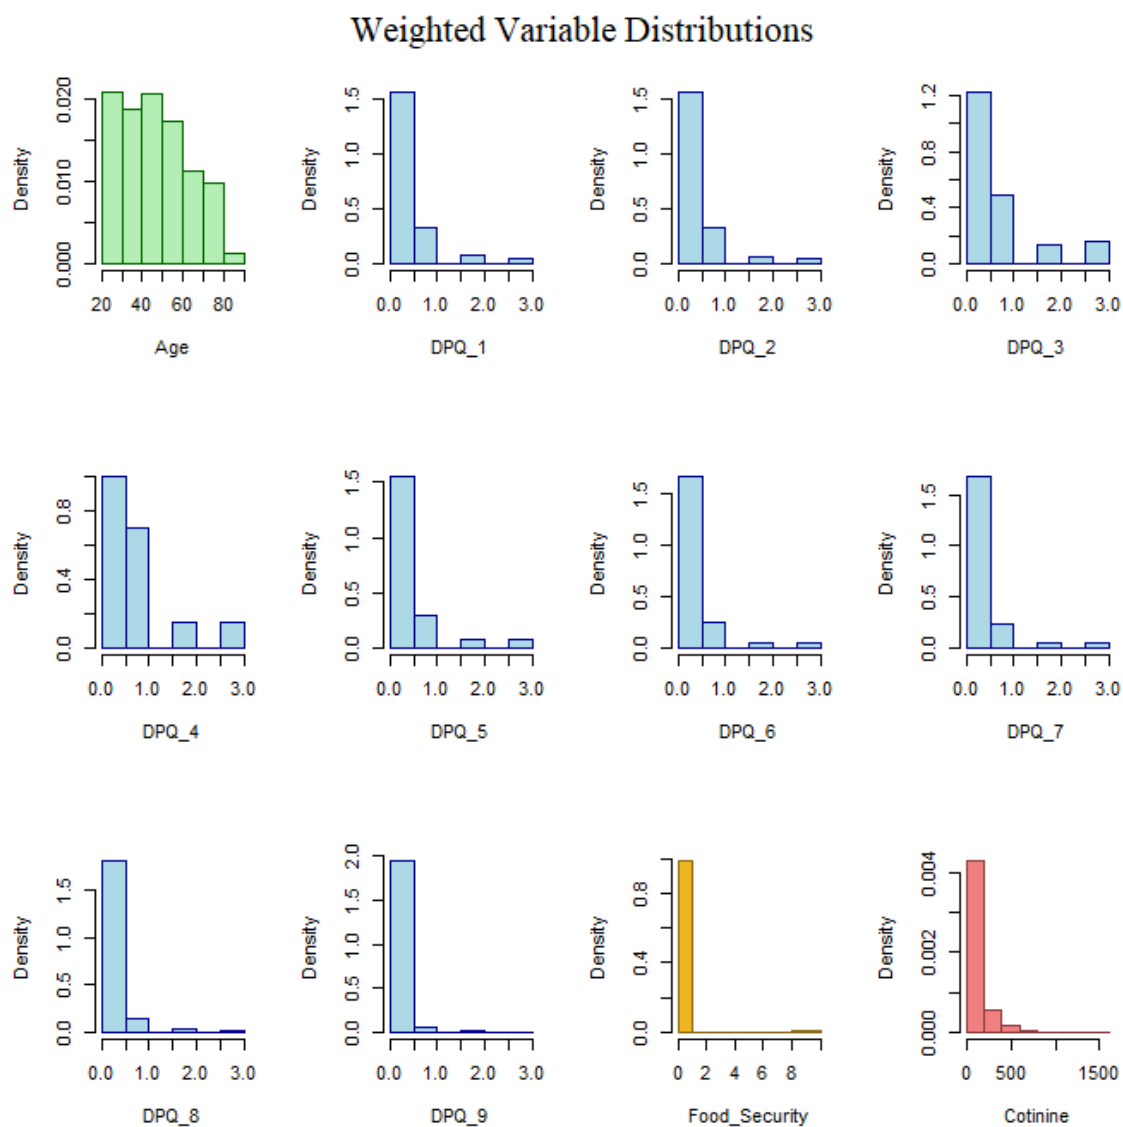 Weighted Variable Distributions
Density
0.000 0.010 0.020
20 40 60 80
Age
Density
0.0 0.5 1.0 1.5
0.0 1.0 2.0 3.0
DPQ_1
Density
0.0 0.5 1.0 1.5
0.0 1.0 2.0 3.0
DPQ_2
Density
0.0 0.4 0.8 1.2
0.0 1.0 2.0 3.0
DPQ_3
Density
0.0 0.4 0.8
0.0 1.0 2.0 3.0
DPQ_4
Density
0.0 0.5 1.0 1.5
0.0 1.0 2.0 3.0
DPQ_5
Density
0.0 0.5 1.0 1.5
0.0 1.0 2.0 3.0
DPQ_6
Density
0.0 0.5 1.0 1.5
0.0 1.0 2.0 3.0
DPQ_7
Density
0.0 0.5 1.0 1.5
0.0 1.0 2.0 3.0
DPQ_8
Density
0.0 0.5 1.0 1.5 2.0
0.0 1.0 2.0 3.0
DPQ_9
Density
0.0 0.4 0.8
0 2 4 6 8
Food_Security
Density
0.000 0.002 0.004
0 500 1500
Cotinine